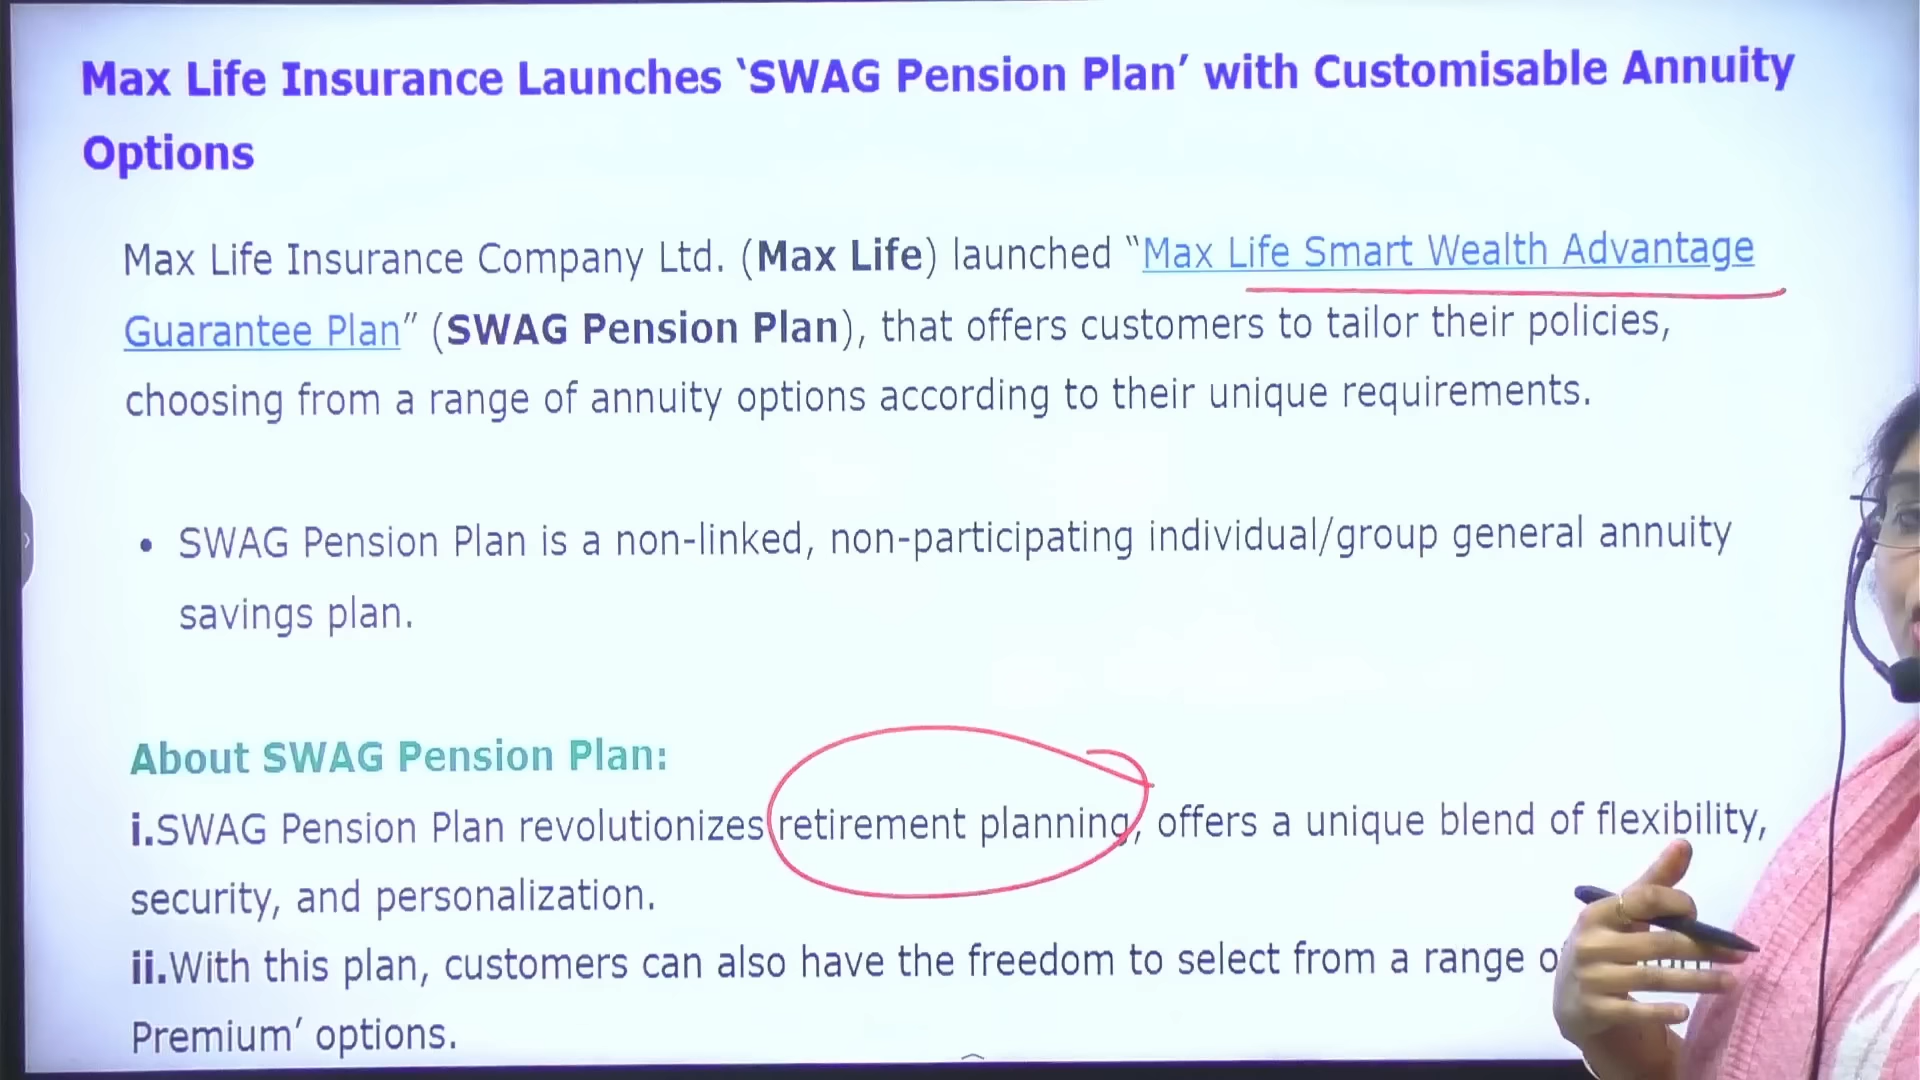 Max Life Insurance Launches ‘SWAG Pension Plan’ with Customisable Annuity
Options
Max Life Insurance Company Ltd. (Max Life) launched “Max Life Smart Wealth Advantage
Guarantee Plan” (SWAG Pension Plan), that offers customers to tailor their policies,
choosing from a range of annuity options according to their unique requirements.
• SWAG Pension Plan is a non-linked, non-participating individual/group general annuity
savings plan.
About SWAG Pension Plan:
i.SWAG Pension Plan revolutionizes retirement planning, offers a unique blend of flexibility,
security, and personalization.
ii.With this plan, customers can also have the freedom to select from a range
Premium’ options.